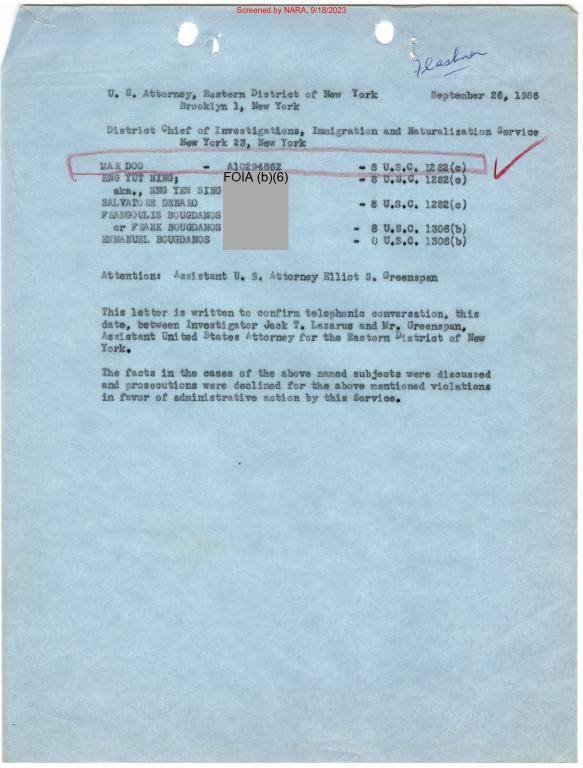 Screened by NARA, 9/18/2023
U. S. Attorney, Eastern District of New York September 26, 1956
Brooklyn 1, New York
District Chief of Investigations, Immigration and Naturalization Service
New York 23, New York
MAR DOO - A10294862 - 8 U.S.C. 1282(c)
ENG YUT NING; FOIA (b)(6) - 8 U.S.C. 1282(c)
aka., ENG YEW SING
SALVATORE DENARO - 8 U.S.C. 1282(c)
FRANGOULIS BOUGDANOS
or FRANK BOUGDANOS - 8 U.S.C. 1306(b)
EMMANUEL BOUGDANOS - 8 U.S.C. 1306(b)
Attention: Assistant U. S. Attorney Elliot S. Greenspan
This letter is written to confirm telephonic conversation, this
date, between Investigator Jack T. Lazarus and Mr. Greenspan,
Assistant United States Attorney for the Eastern District of New
York.
The facts in the cases of the above named subjects were discussed
and prosecutions were declined for the above mentioned violations
in favor of administrative action by this Service.